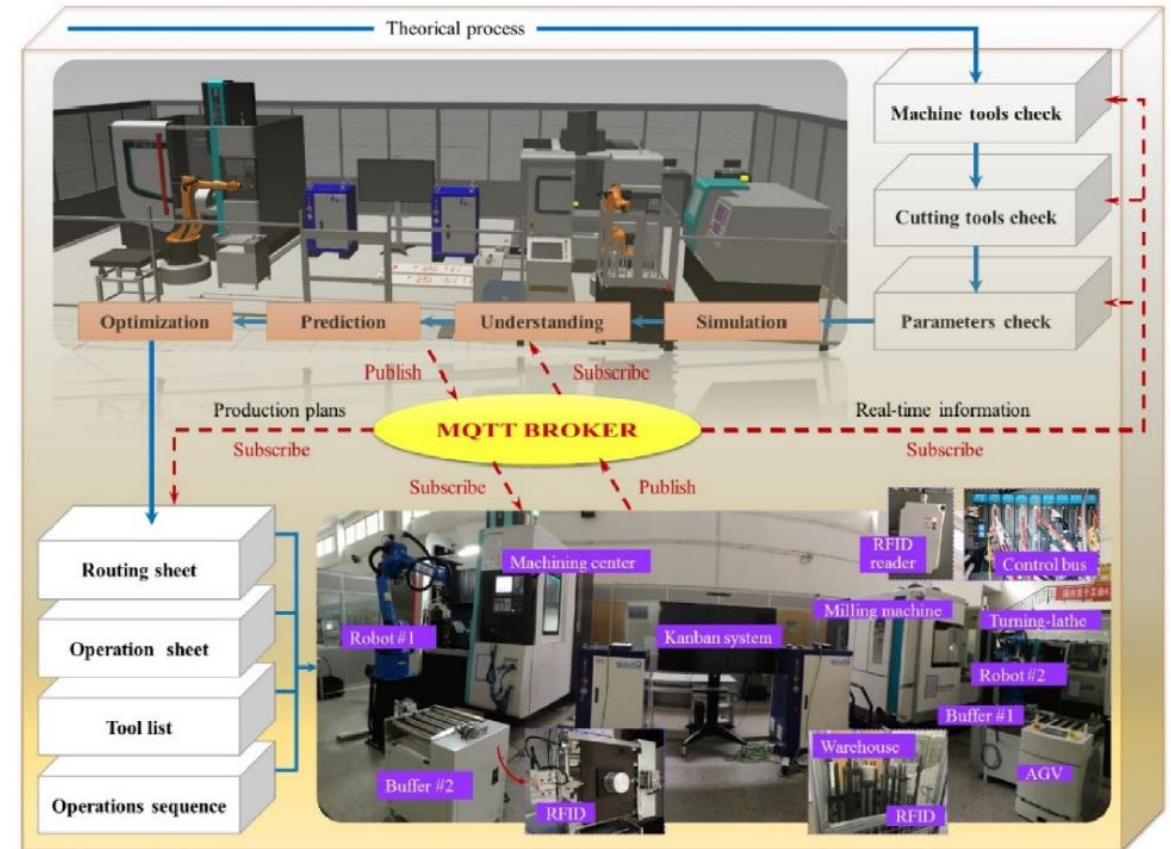 Theorical process
Machine tools check
Cutting tools check
Optimization
Prediction
Understanding
Simulation
Parameters check
Publish
Subscribe
Production plans
Real-time information
MQTT BROKER
Subscribe
Subscribe
Subscribe
Publish
Routing sheet
Operation sheet
Tool list
Operations sequence
RFID
reader
Control bus
Machining center
Milling machine
Turning-lathe
Robot #1
Kanban system
Robot #2
Buffer #1
Warehouse
Buffer #2
AGV
RFID
RFID